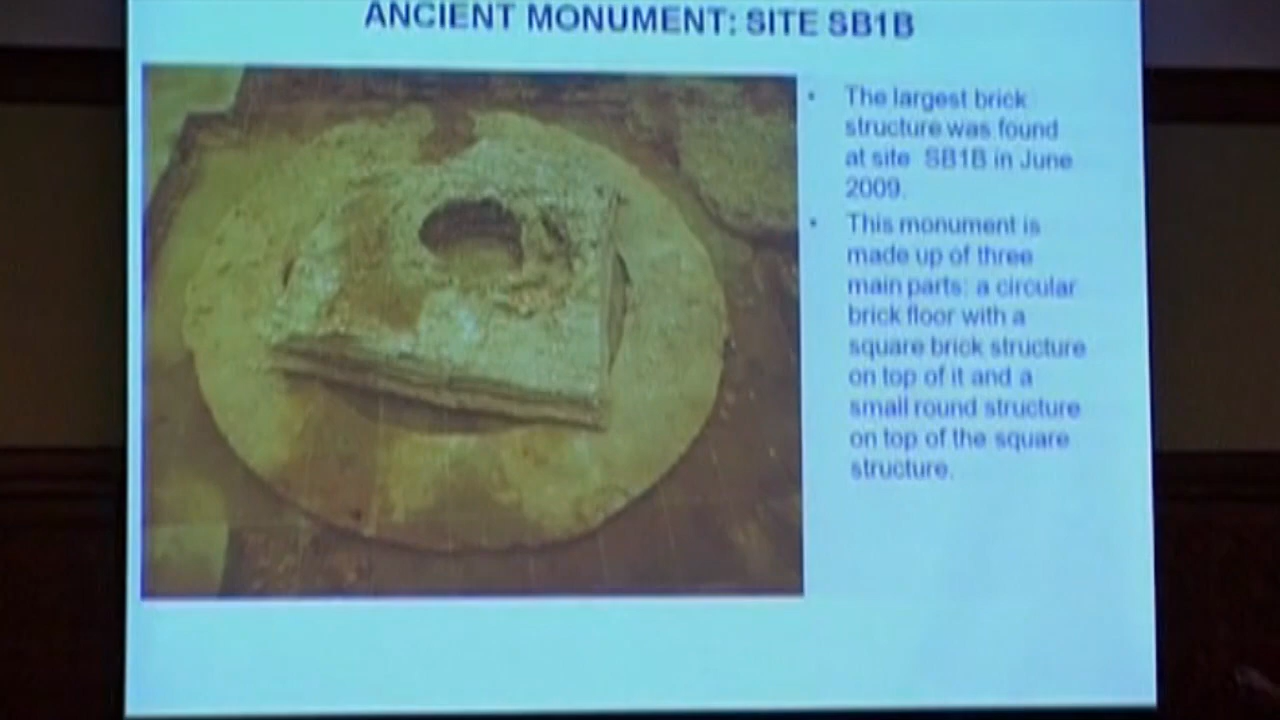 ANCIENT MONUMENT: SITE SB1B
• The largest brick
structure was found
at site SB1B in June
2009.
• This monument is
made up of three
main parts: a circular
brick floor with a
square brick structure
on top of it and a
small round structure
on top of the square
structure.